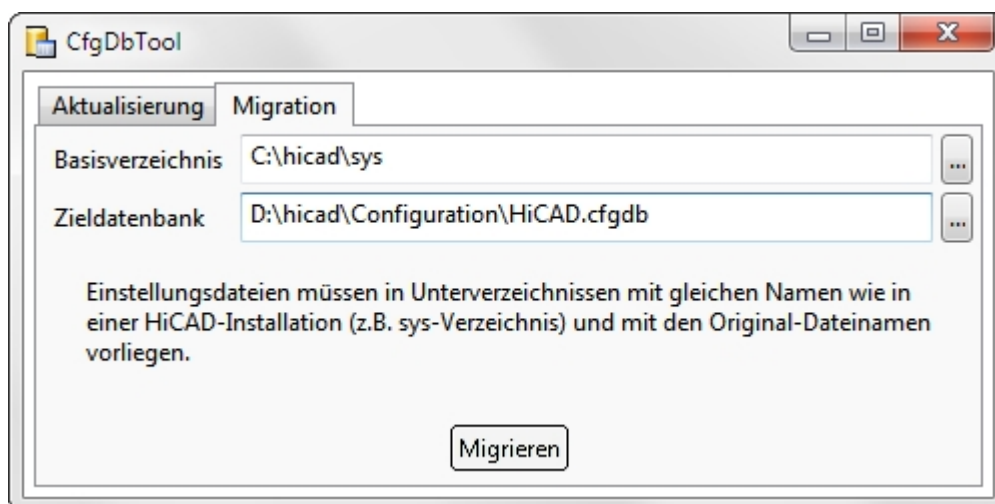 CfgDbTool
Aktualisierung Migration
Basisverzeichnis C:\hicad\sys ...
Zieldatenbank D:\hicad\Configuration\HiCAD.cfgdb ...
Einstellungsdateien müssen in Unterverzeichnissen mit gleichen Namen wie in
einer HiCAD-Installation (z.B. sys-Verzeichnis) und mit den Original-Dateinamen
vorliegen.
Migrieren